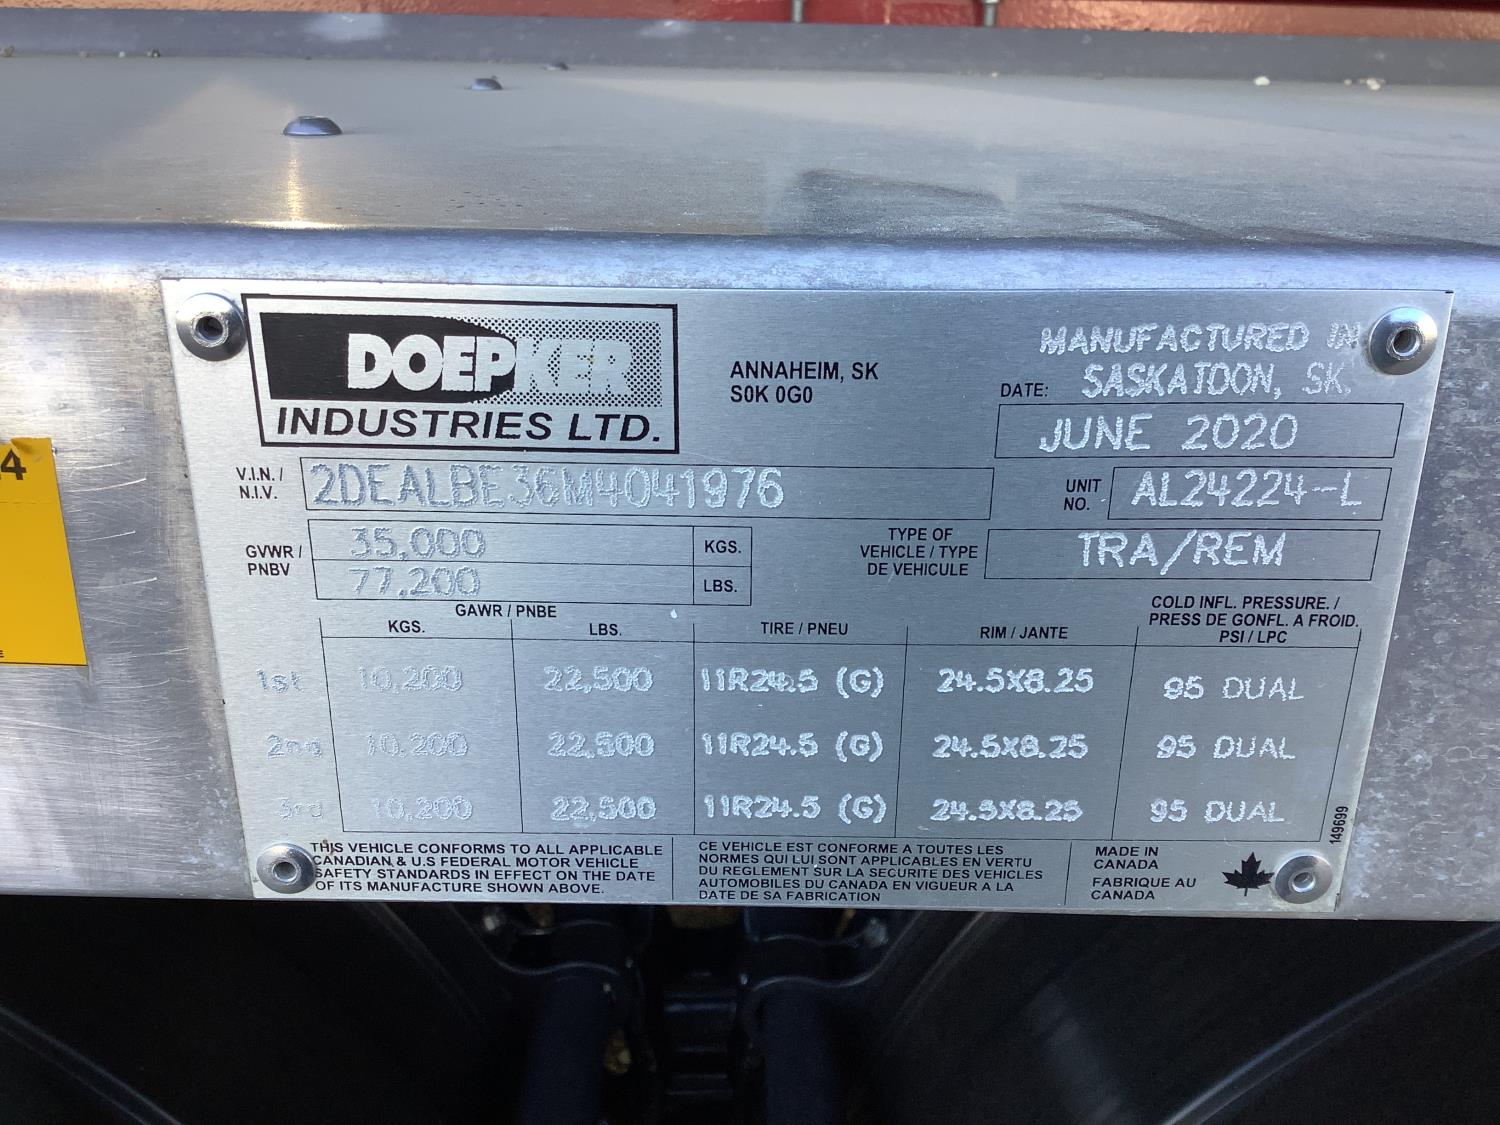 DOEPKER
INDUSTRIES LTD.
ANNAHEIM, SK
S0K 0G0
MANUFACTURED IN
SASKATOON, SK.
DATE:
JUNE 2020
V.I.N. /
N.I.V.
2DEALBE36M4041976
UNIT
NO.
AL24224-L
GVWR /
PNBV
35,000 KGS.
77,200 LBS.
TYPE OF
VEHICLE / TYPE
DE VEHICULE
TRA/REM
GAWR / PNBE
COLD INFL. PRESSURE. /
PRESS DE GONFL. A FROID.
PSI / LPC
KGS. LBS. TIRE / PNEU RIM / JANTE
1st 10,200 22,500 11R24.5 (G) 24.5X8.25 95 DUAL
2nd 10,200 22,500 11R24.5 (G) 24.5X8.25 95 DUAL
3rd 10,200 22,500 11R24.5 (G) 24.5X8.25 95 DUAL
149699
THIS VEHICLE CONFORMS TO ALL APPLICABLE
CANADIAN & U.S FEDERAL MOTOR VEHICLE
SAFETY STANDARDS IN EFFECT ON THE DATE
OF ITS MANUFACTURE SHOWN ABOVE.
CE VEHICULE EST CONFORME A TOUTES LES
NORMES QUI LUI SONT APPLICABLES EN VERTU
DU REGLEMENT SUR LA SECURITE DES VEHICLES
AUTOMOBILES DU CANADA EN VIGUEUR A LA
DATE DE SA FABRICATION
MADE IN
CANADA
FABRIQUE AU
CANADA
4
E